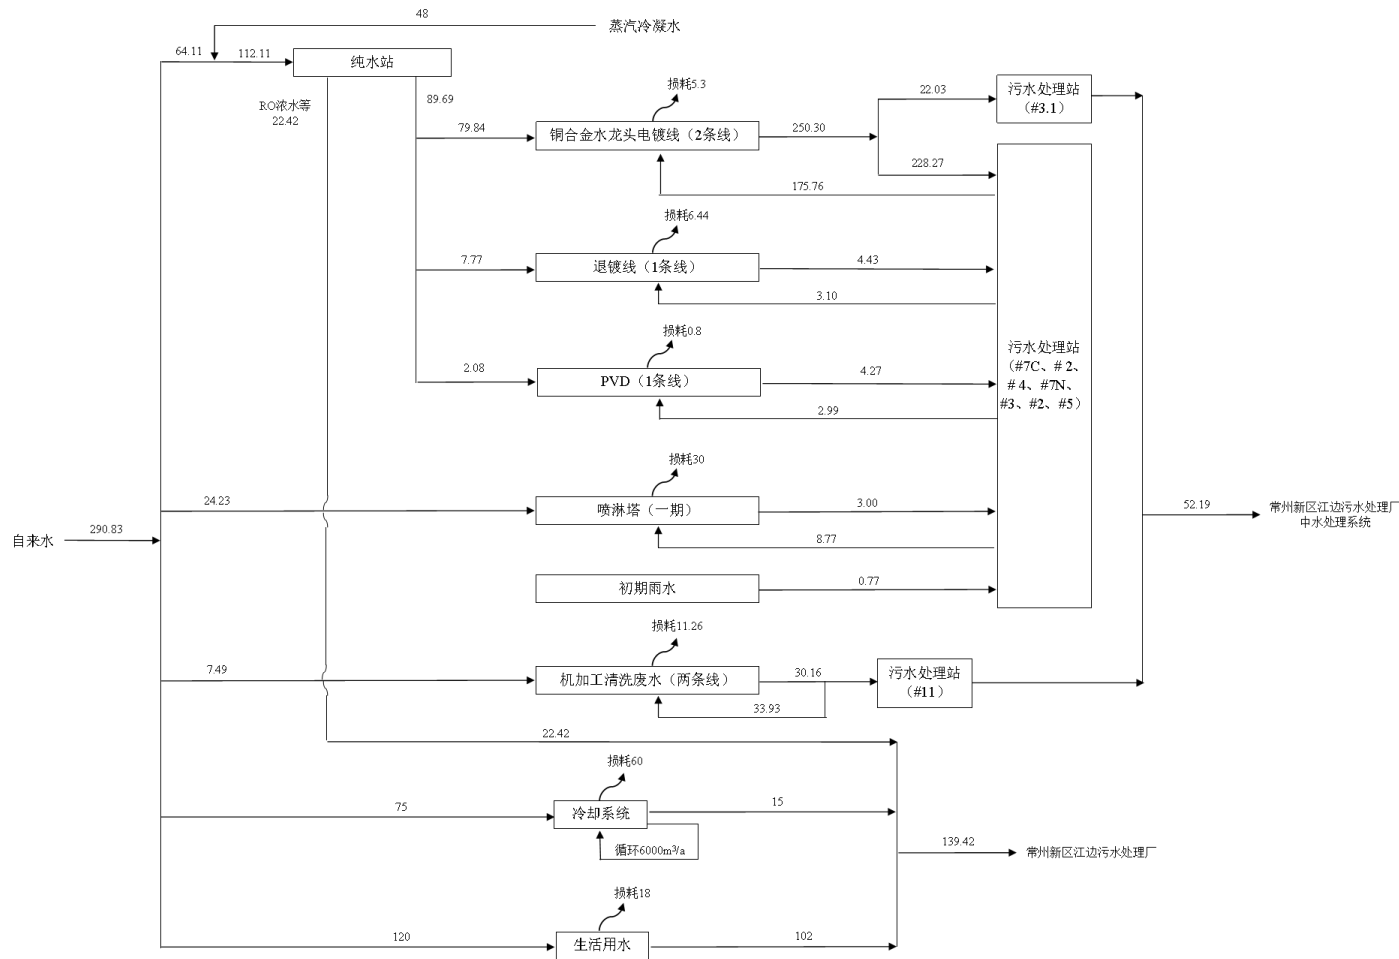 48
蒸汽冷凝水
64.11
112.11
纯水站
RO浓水等
22.42
89.69
损耗5.3
22.03
污水处理站
（#3.1）
79.84
铜合金水龙头电镀线（2条线）
250.30
228.27
175.76
损耗6.44
7.77
退镀线（1条线）
4.43
3.10
损耗0.8
2.08
PVD（1条线）
4.27
2.99
污水处理站
（#7C、# 2、
# 4、#7N、
#3、#2、#5）
损耗30
24.23
喷淋塔（一期）
3.00
8.77
自来水
290.83
52.19
常州新区江边污水处理厂
中水处理系统
初期雨水
0.77
损耗11.26
7.49
机加工清洗废水（两条线）
30.16
33.93
污水处理站
（#11）
22.42
损耗60
75
冷却系统
15
循环6000m³/a
139.42
常州新区江边污水处理厂
损耗18
120
生活用水
102